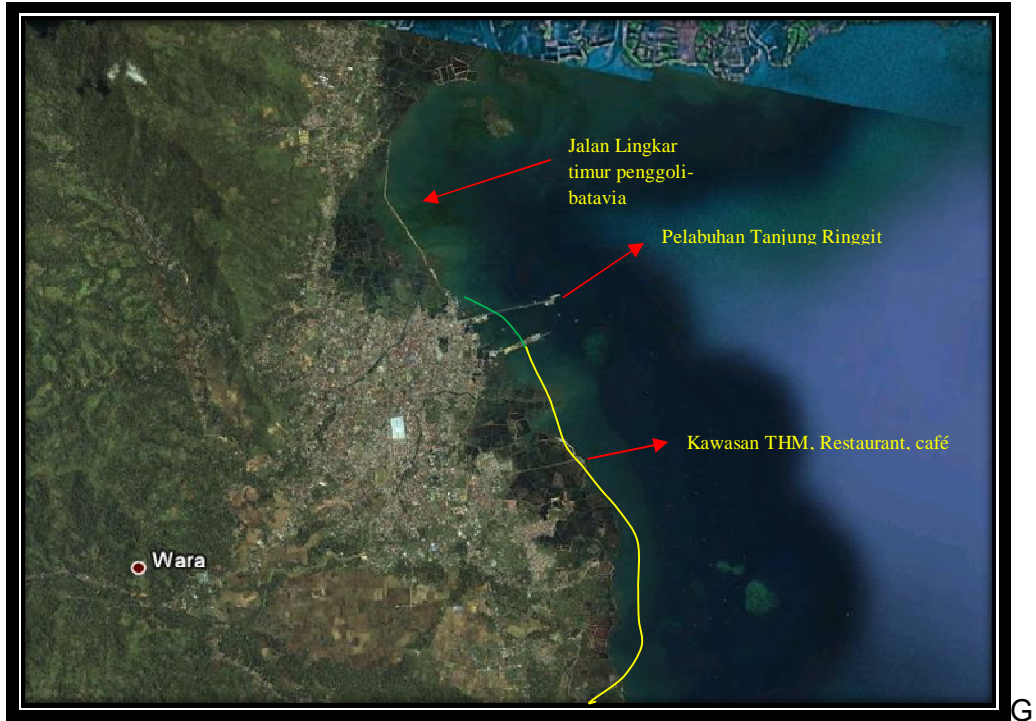 Jalan Lingkar
timur penggoli-
batavia
Pelabuhan Tanjung Ringgit
Kawasan THM, Restaurant, café
Wara
G